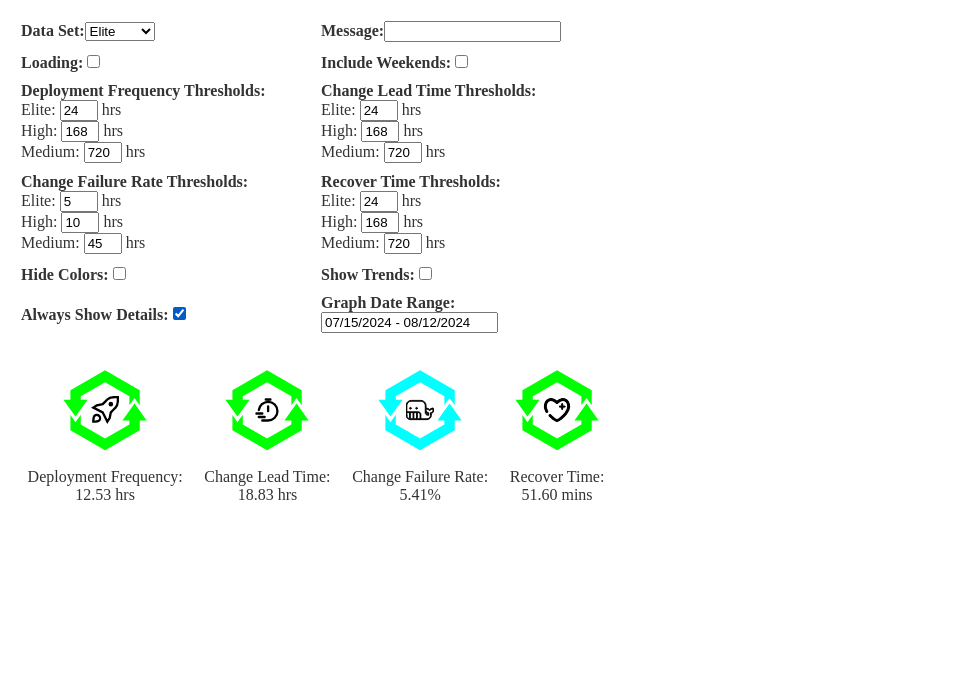 Data Set: Elite
Message:
Loading:
Include Weekends:
Deployment Frequency Thresholds:
Elite: 24 hrs
High: 168 hrs
Medium: 720 hrs
Change Lead Time Thresholds:
Elite: 24 hrs
High: 168 hrs
Medium: 720 hrs
Change Failure Rate Thresholds:
Elite: 5 hrs
High: 10 hrs
Medium: 45 hrs
Recover Time Thresholds:
Elite: 24 hrs
High: 168 hrs
Medium: 720 hrs
Hide Colors:
Show Trends:
Always Show Details:
Graph Date Range:
07/15/2024 - 08/12/2024
Deployment Frequency:
12.53 hrs
Change Lead Time:
18.83 hrs
Change Failure Rate:
5.41%
Recover Time:
51.60 mins